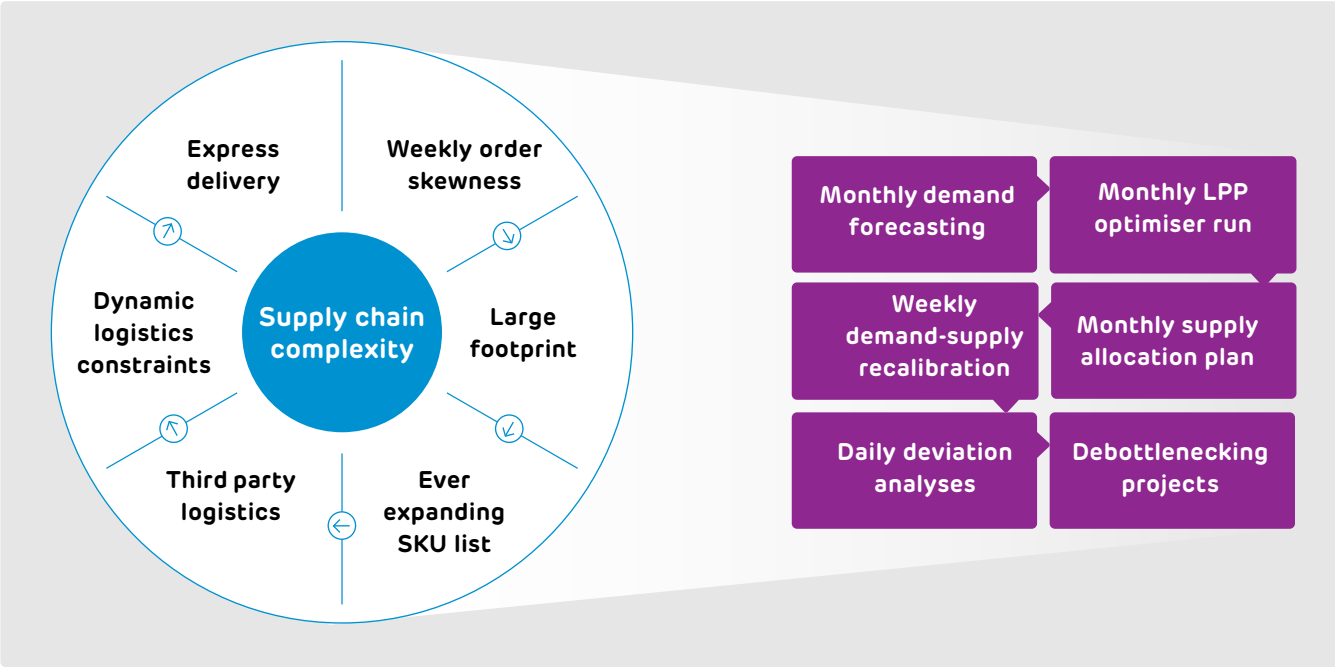 Express
delivery
Weekly order
skewness
Dynamic
logistics
constraints
Supply chain
complexity
Large
footprint
Third party
logistics
Ever
expanding
SKU list
Monthly demand
forecasting
Monthly LPP
optimiser run
Weekly
demand-supply
recalibration
Monthly supply
allocation plan
Daily deviation
analyses
Debottlenecking
projects